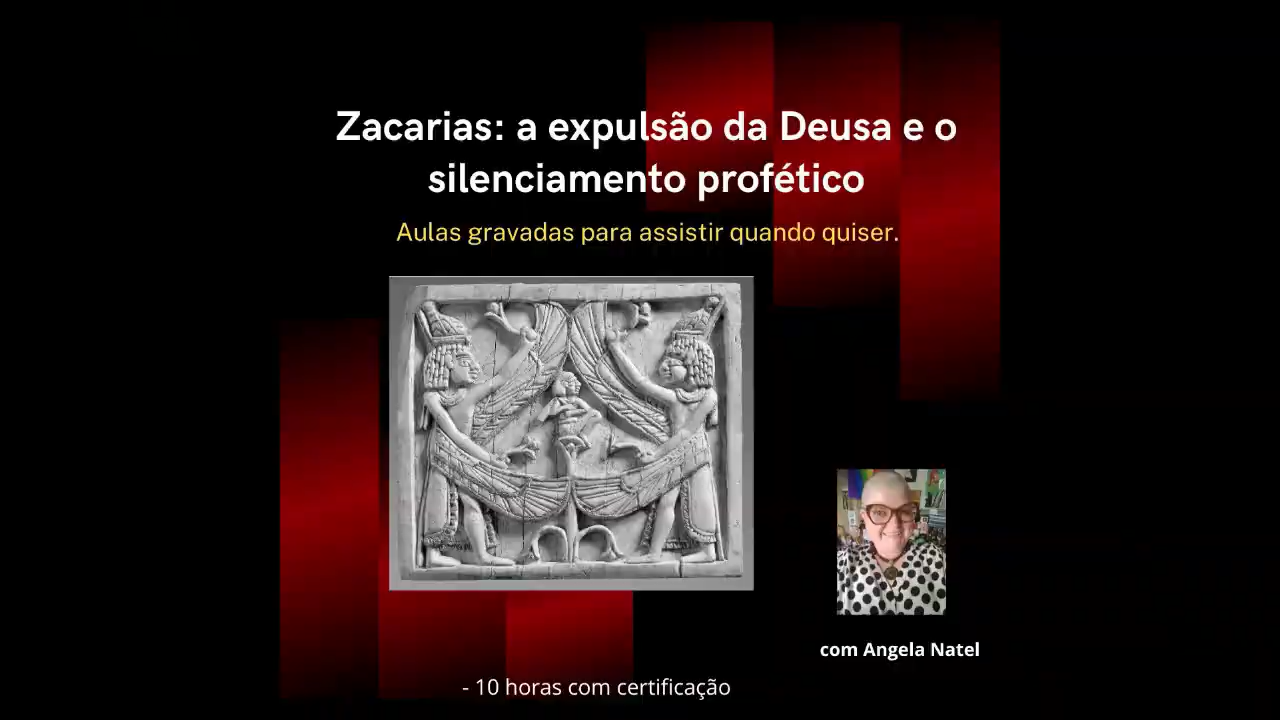 Zacarias: a expulsão da Deusa e o
silenciamento profético
Aulas gravadas para assistir quando quiser.
com Angela Natel
- 10 horas com certificação